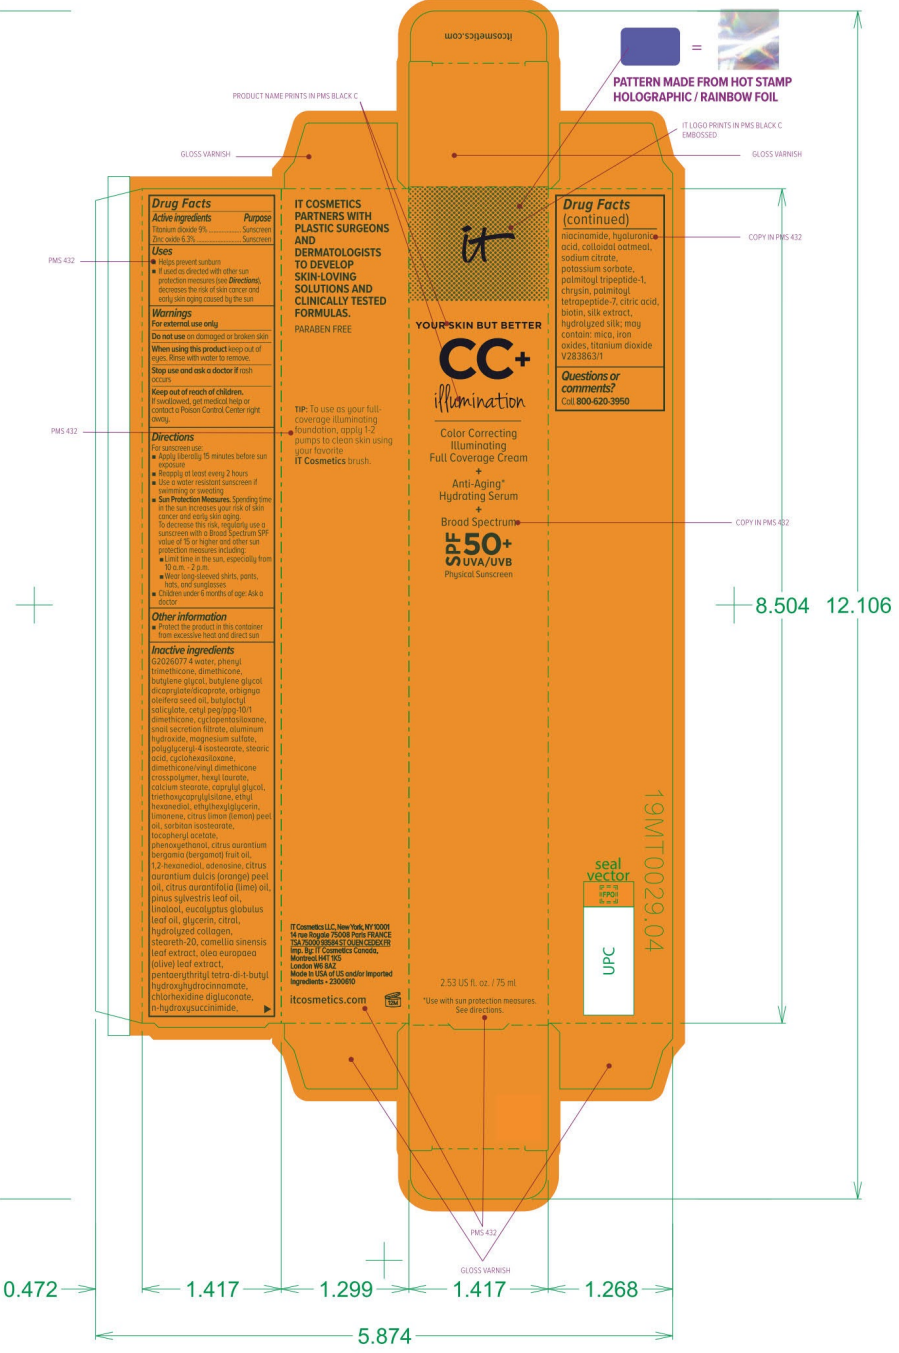 itcosmetics.com
=
PATTERN MADE FROM HOT STAMP
HOLOGRAPHIC / RAINBOW FOIL
PRODUCT NAME PRINTS IN PMS BLACK C
IT LOGO PRINTS IN PMS BLACK C
EMBOSSED
GLOSS VARNISH
GLOSS VARNISH
COPY IN PMS 432
PMS 432
PMS 432
COPY IN PMS 432
Drug Facts
Active ingredients Purpose
Titanium dioxide 9% Sunscreen
Zinc oxide 6.3% Sunscreen
Uses
■ Helps prevent sunburn
■ If used as directed with other sun
protection measures (see Directions),
decreases the risk of skin cancer and
early skin aging caused by the sun
Warnings
For external use only
Do not use on damaged or broken skin
When using this product keep out of
eyes. Rinse with water to remove.
Stop use and ask a doctor if rash
occurs
Keep out of reach of children.
If swallowed, get medical help or
contact a Poison Control Center right
away.
Directions
For sunscreen use:
■ Apply liberally 15 minutes before sun
exposure
■ Reapply at least every 2 hours
■ Use a water resistant sunscreen if
swimming or sweating
■ Sun Protection Measures. Spending time
in the sun increases your risk of skin
cancer and early skin aging.
To decrease this risk, regularly use a
sunscreen with a Broad Spectrum SPF
value of 15 or higher and other sun
protection measures including:
■ Limit time in the sun, especially from
10 a.m. - 2 p.m.
■ Wear long-sleeved shirts, pants,
hats, and sunglasses
■ Children under 6 months of age: Ask a
doctor
Other information
■ Protect the product in this container
from excessive heat and direct sun
Inactive ingredients
G2026077 4 water, phenyl
trimethicone, dimethicone,
butylene glycol, butylene glycol
dicaprylate/dicaprate, orbignya
oleifera seed oil, butyloctyl
salicylate, cetyl peg/ppg-10/1
dimethicone, cyclopentasiloxane,
snail secretion filtrate, aluminum
hydroxide, magnesium sulfate,
polyglyceryl-4 isostearate, stearic
acid, cyclohexasiloxane,
dimethicone/vinyl dimethicone
crosspolymer, hexyl laurate,
calcium stearate, caprylyl glycol,
triethoxycaprylylsilane, ethyl
hexanediol, ethylhexylglycerin,
limonene, citrus limon (lemon) peel
oil, sorbitan isostearate,
tocopheryl acetate,
phenoxyethanol, citrus aurantium
bergamia (bergamot) fruit oil,
1,2-hexanediol, adenosine, citrus
aurantium dulcis (orange) peel
oil, citrus aurantifolia (lime) oil,
pinus sylvestris leaf oil,
linalool, eucalyptus globulus
leaf oil, glycerin, citral,
hydrolyzed collagen,
steareth-20, camellia sinensis
leaf extract, olea europaea
(olive) leaf extract,
pentaerythrityl tetra-di-t-butyl
hydroxyhydrocinnamate,
chlorhexidine digluconate,
n-hydroxysuccinimide,
IT COSMETICS
PARTNERS WITH
PLASTIC SURGEONS
AND
DERMATOLOGISTS
TO DEVELOP
SKIN-LOVING
SOLUTIONS AND
CLINICALLY TESTED
FORMULAS.
PARABEN FREE
TIP: To use as your full-
coverage illuminating
foundation, apply 1-2
pumps to clean skin using
your favorite
IT Cosmetics brush.
IT Cosmetics LLC, New York, NY 10001
14 rue Royale 75008 Paris FRANCE
TSA 75000 93584 ST OUEN CEDEX FR
Imp. By: IT Cosmetics Canada,
Montreal H4T 1K5
London W6 8AZ
Made in USA of US and/or imported
Ingredients - 2300610
itcosmetics.com
12M
it
YOUR SKIN BUT BETTER
CC+
illumination
Color Correcting
Illuminating
Full Coverage Cream
+
Anti-Aging*
Hydrating Serum
+
Broad Spectrum
SPF 50+
UVA/UVB
Physical Sunscreen
2.53 US fl. oz. / 75 ml
*Use with sun protection measures.
See directions.
Drug Facts
(continued)
niacinamide, hyaluronic
acid, colloidal oatmeal,
sodium citrate,
potassium sorbate,
palmitoyl tripeptide-1,
chrysin, palmitoyl
tetrapeptide-7, citric acid,
biotin, silk extract,
hydrolyzed silk; may
contain: mica, iron
oxides, titanium dioxide
V283863/1
Questions or
comments?
Call 800-620-3950
19MT0029.04
seal
vector
FPO
UPC
8.504
12.106
PMS 432
GLOSS VARNISH
0.472
1.417
1.299
1.417
1.268
5.874